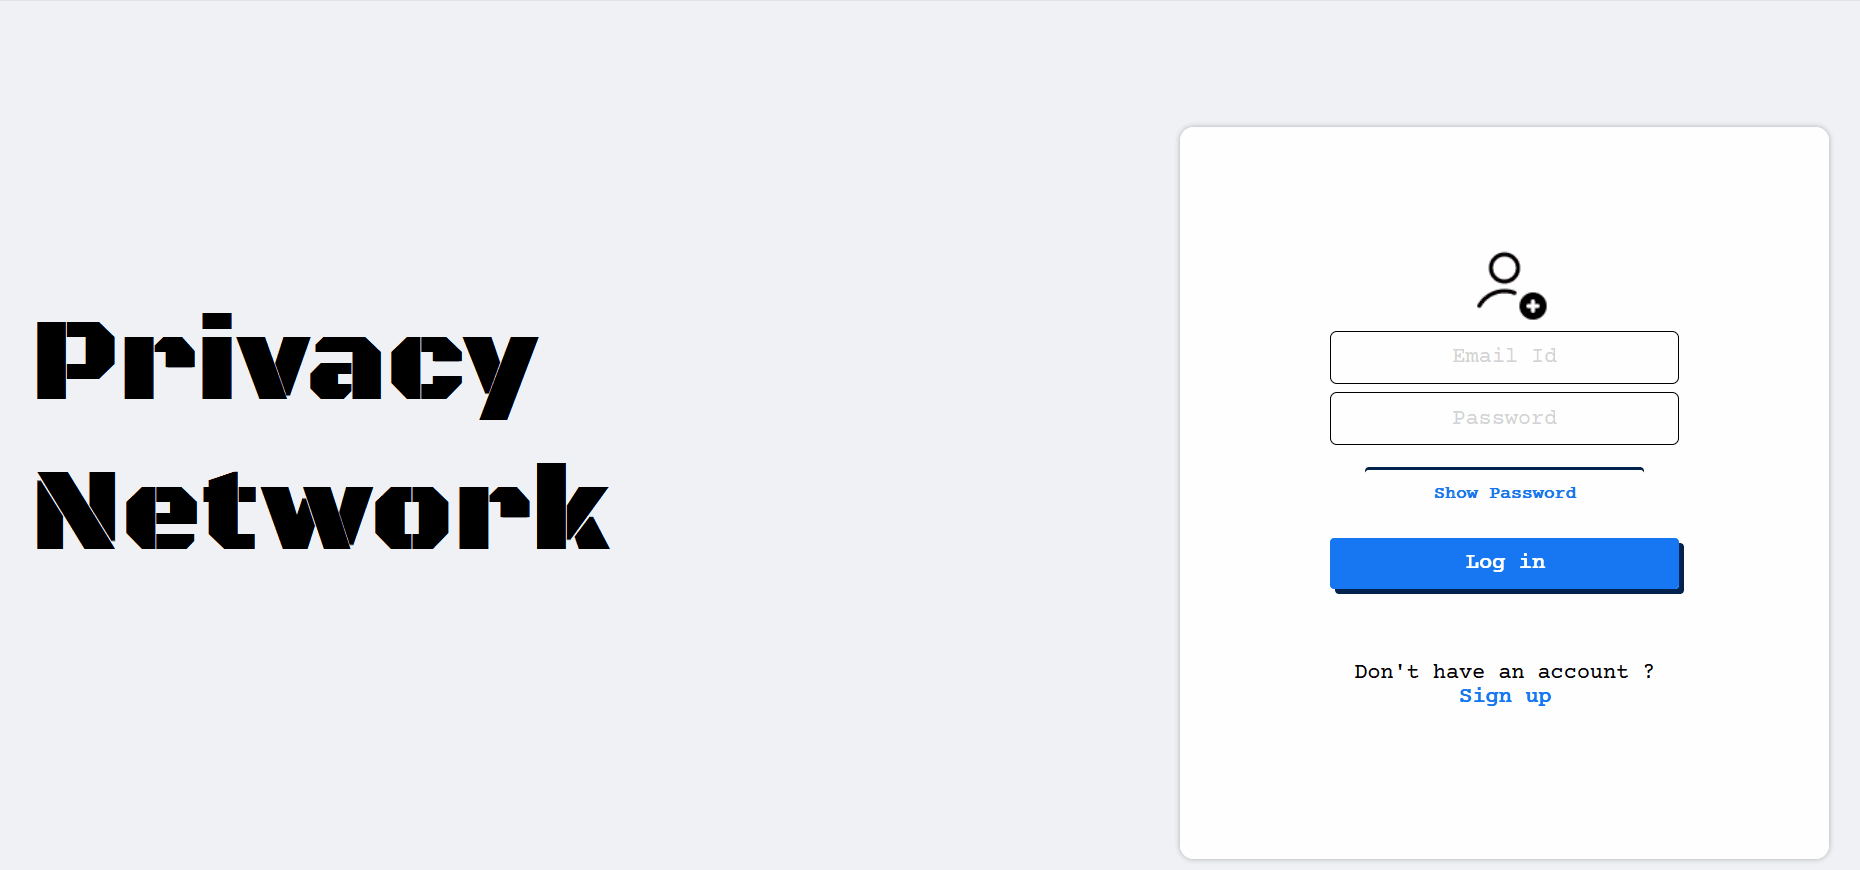 Privacy
Network
Email Id
Password
Show Password
Log in
Don't have an account ?
Sign up